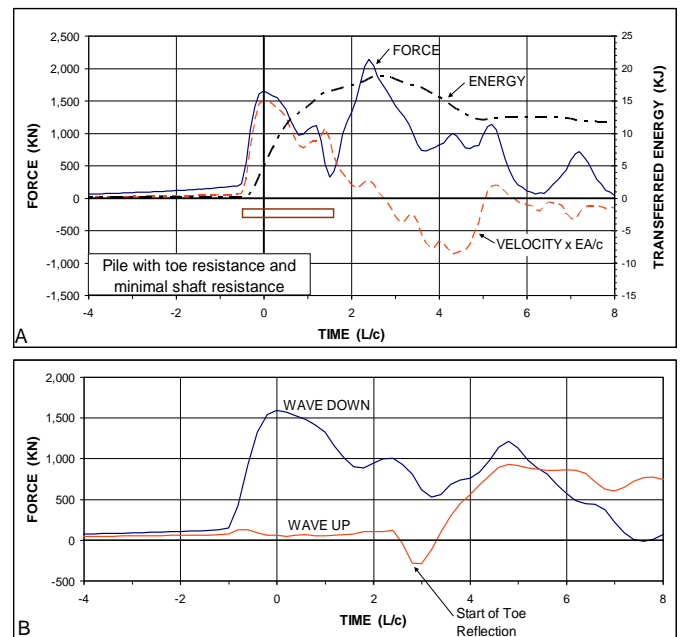 2,500
2,000
1,500
1,000
500
0
-500
-1,000
-1,500
FORCE (KN)
FORCE
ENERGY
VELOCITY x EA/c
Pile with toe resistance and
minimal shaft resistance
25
20
15
10
5
0
-5
-10
-15
TRANSFERRED ENERGY (KJ)
-4 -2 0 2 4 6 8
TIME (L/c)
A
2,000
1,500
1,000
500
0
-500
FORCE (KN)
WAVE DOWN
WAVE UP
-4 -2 0 2 4 6 8
TIME (L/c)
Start of Toe
Reflection
B